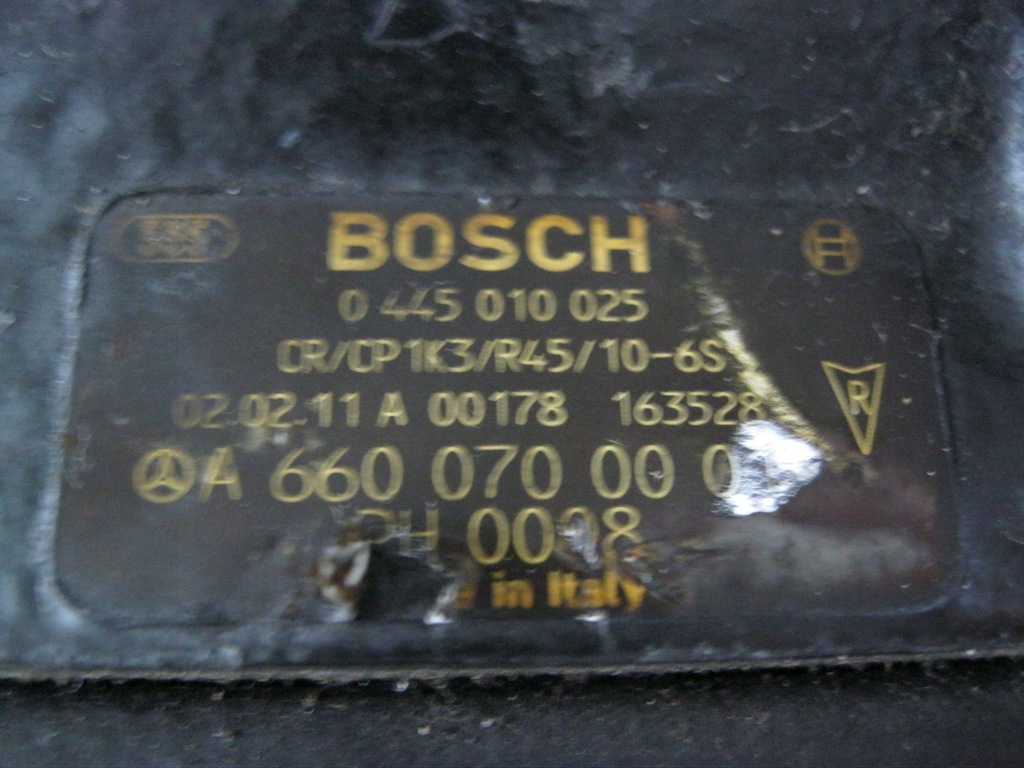 BOSCH
0 445 010 025
CR/CP1K3/R45/10-6S
02.02.11 A 00178 163528
R
A 660 070 00
in Italy